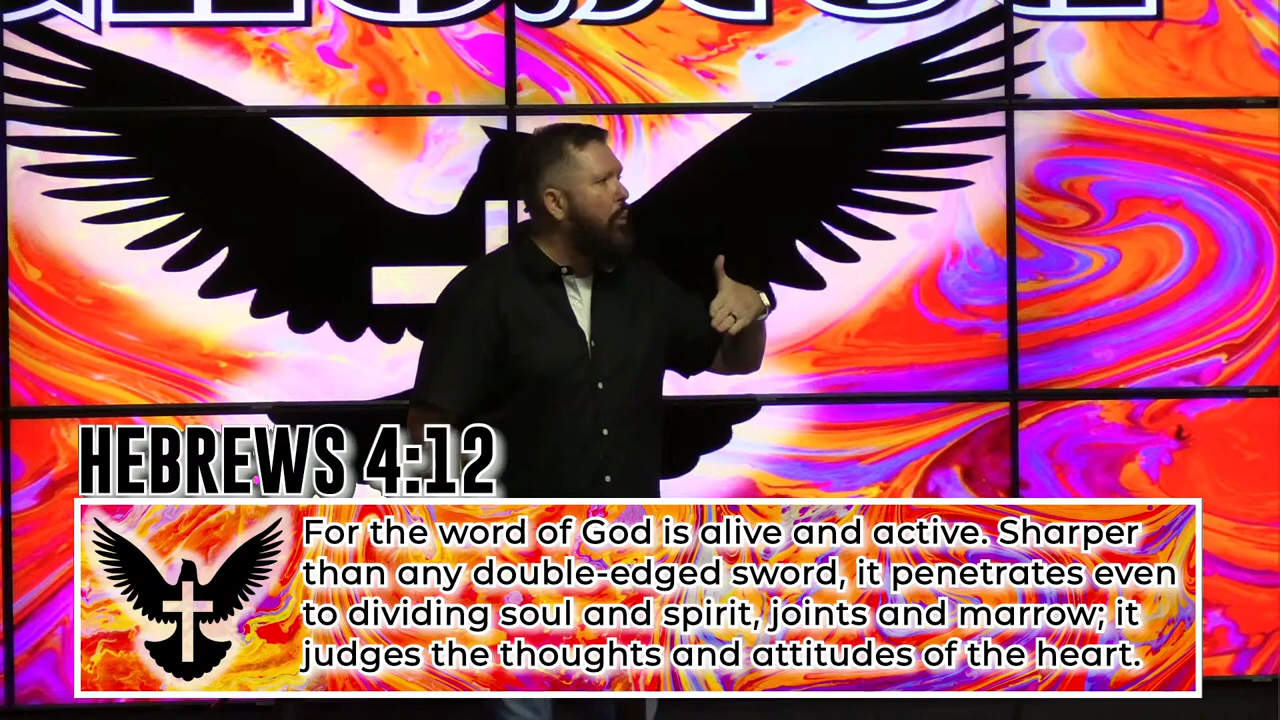 HEBREWS 4:12
For the word of God is alive and active. Sharper
than any double-edged sword, it penetrates even
to dividing soul and spirit, joints and marrow; it
judges the thoughts and attitudes of the heart.